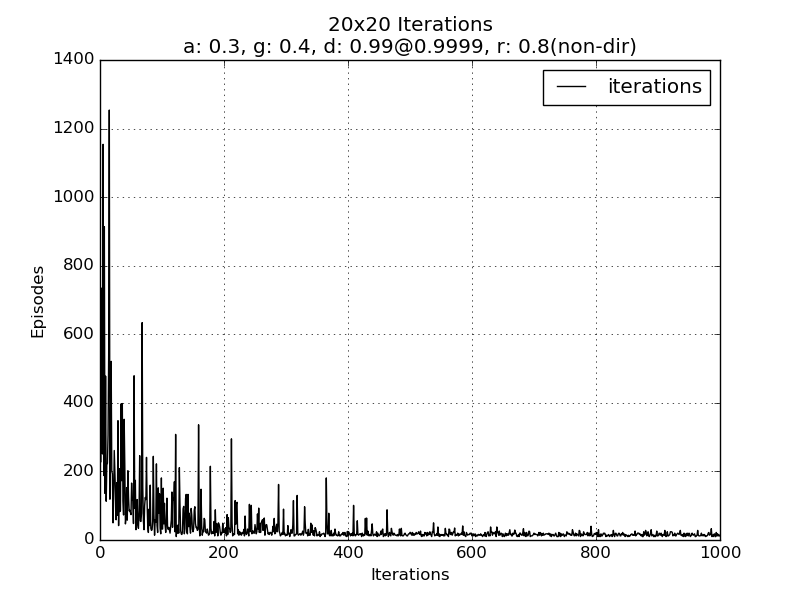 20x20 Iterations
a: 0.3, g: 0.4, d: 0.99@0.9999, r: 0.8(non-dir)
1400
1200
1000
800
600
400
200
0
Episodes
iterations
0 200 400 600 800 1000
Iterations